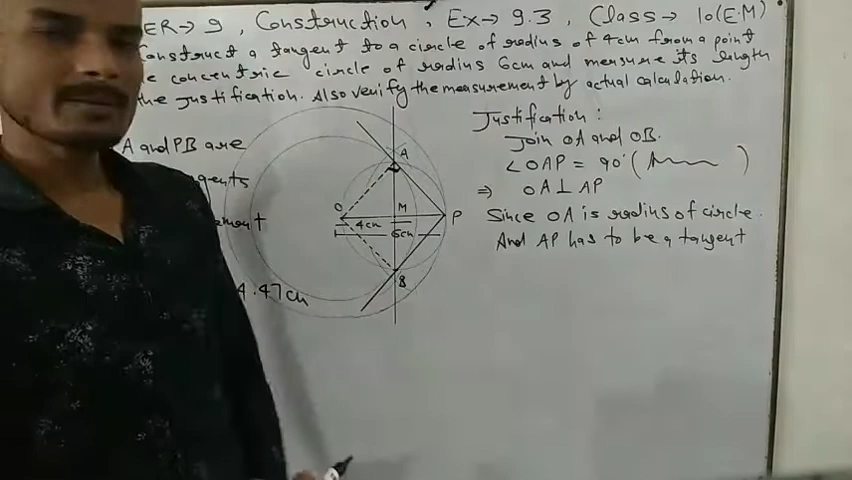 ER→9, Construction, Ex→9.3, Class→10(EM)
Construct a tangent to a circle of radius of 4cm from a point
concentric circle of radius 6cm and measure its length
the justification. Also verify the measurement by actual calculation.
A and PB are
gents
ement
4.47cm
A
O
M
P
4cm
6cm
B
Justification:
Join OA and OB.
∠OAP = 90° ( )
⇒ OA ⊥ AP
Since OA is radius of circle.
And AP has to be a tangent